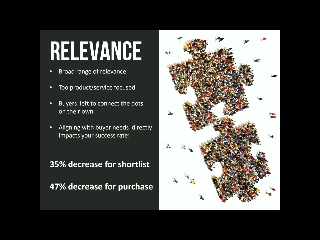 RELEVANCE
• Broad range of relevance
• Too product/service focused
• Buyers left to connect the dots
on their own
• Aligning with buyer needs directly
impacts your success rate:
35% decrease for shortlist
47% decrease for purchase